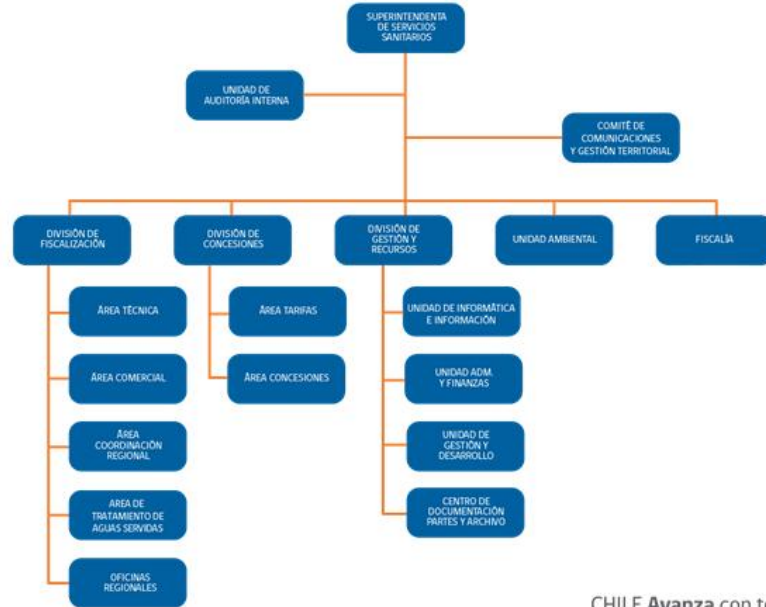 SUPERINTENDENTA
DE SERVICIOS
SANITARIOS
UNIDAD DE
AUDITORÍA INTERNA
COMITÉ DE
COMUNICACIONES
Y GESTIÓN TERRITORIAL
DIVISIÓN DE
FISCALIZACIÓN
DIVISIÓN DE
CONCESIONES
DIVISIÓN DE
GESTIÓN Y
RECURSOS
UNIDAD AMBIENTAL
FISCALÍA
ÁREA TÉCNICA
ÁREA COMERCIAL
ÁREA
COORDINACIÓN
REGIONAL
AREA DE
TRATAMIENTO DE
AGUAS SERVIDAS
OFICINAS
REGIONALES
ÁREA TARIFAS
ÁREA CONCESIONES
UNIDAD DE INFORMÁTICA
E INFORMACIÓN
UNIDAD ADM.
Y FINANZAS
UNIDAD DE
GESTIÓN Y
DESARROLLO
CENTRO DE
DOCUMENTACIÓN
PARTES Y ARCHIVO
CHILE Avanza con